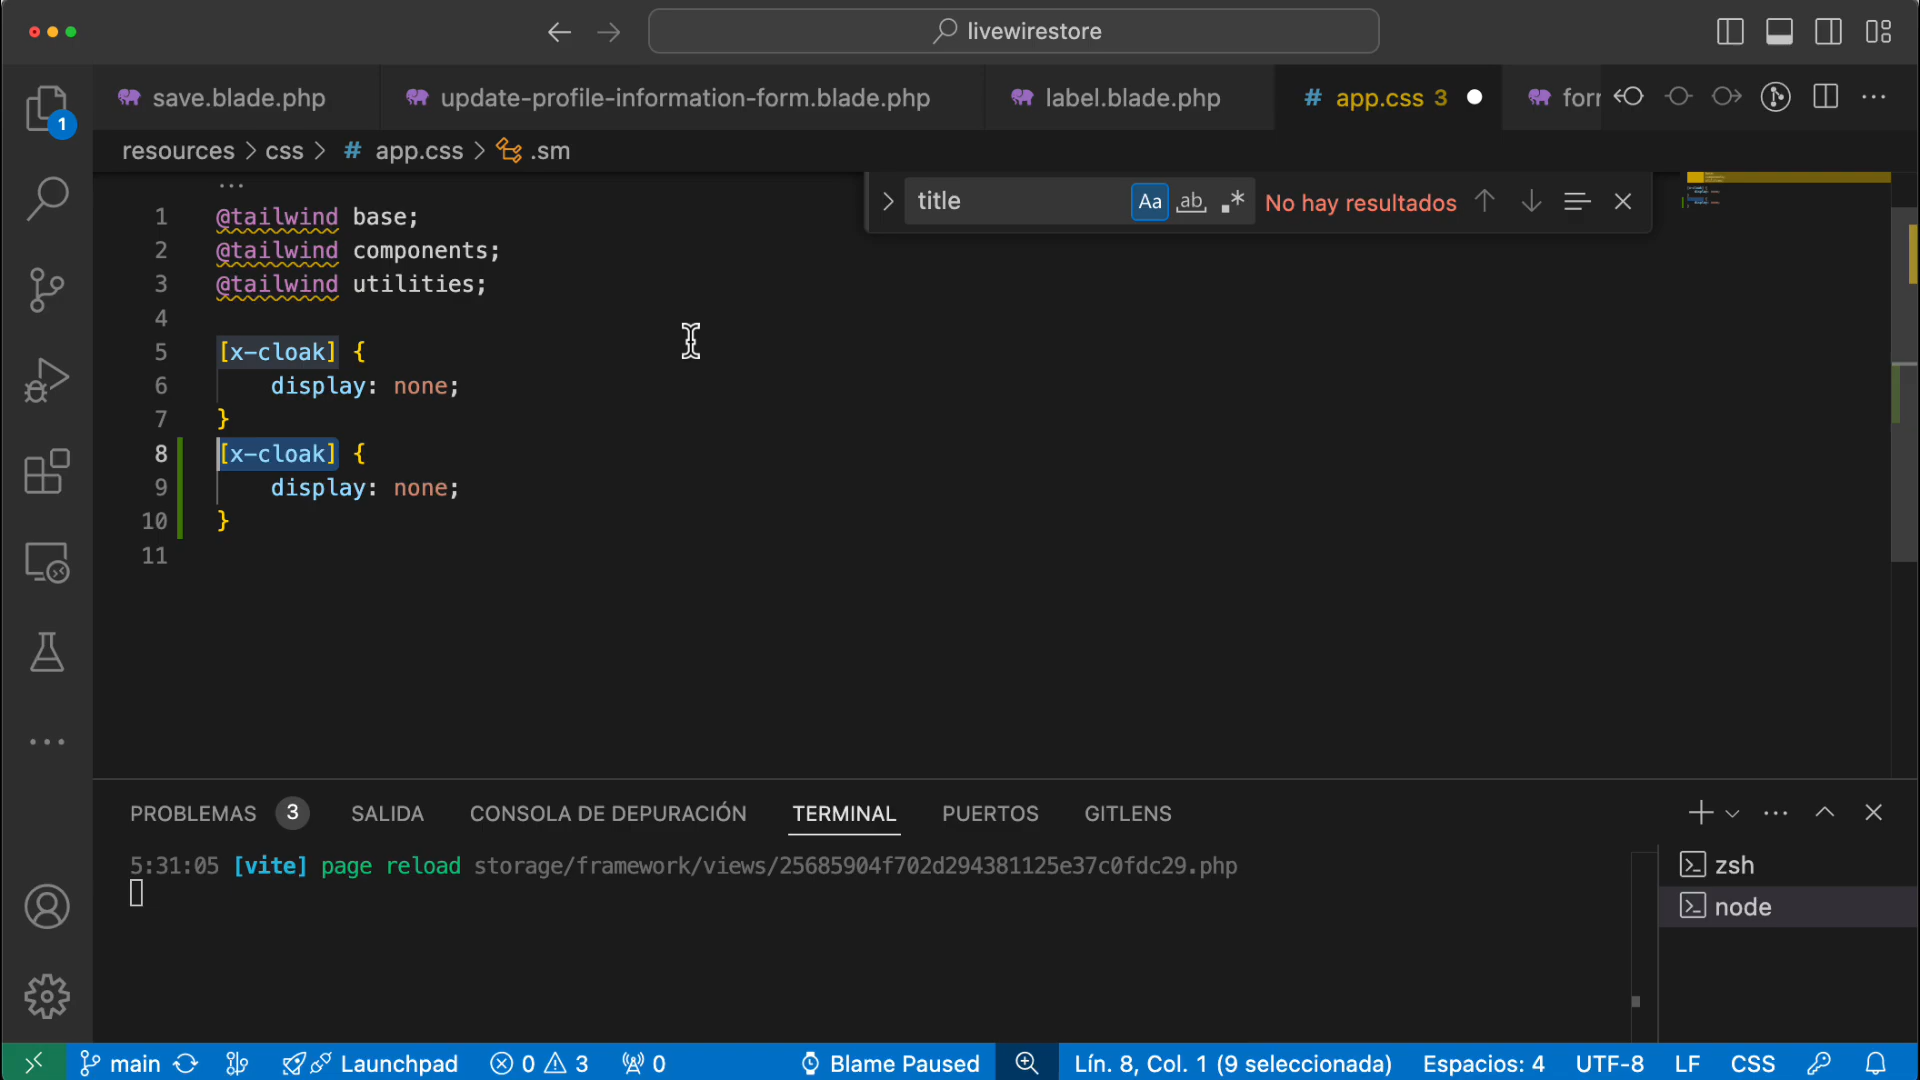 livewirestore
save.blade.php
update-profile-information-form.blade.php
label.blade.php
# app.css 3
forr
1
resources > css > # app.css > .sm
...
title
Aa
ab
.*
No hay resultados
1 @tailwind base;
2 @tailwind components;
3 @tailwind utilities;
4
5 [x-cloak] {
6 display: none;
7 }
8 [x-cloak] {
9 display: none;
10 }
11
PROBLEMAS 3 SALIDA CONSOLA DE DEPURACIÓN TERMINAL PUERTOS GITLENS
5:31:05 [vite] page reload storage/framework/views/25685904f702d294381125e37c0fdc29.php
zsh
node
main Launchpad 0 3 0 Blame Paused Lín. 8, Col. 1 (9 seleccionada) Espacios: 4 UTF-8 LF CSS